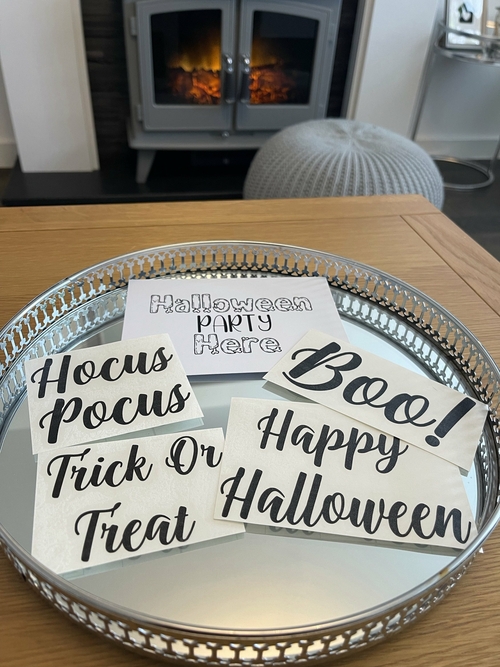 Halloween
PARTY
Here
Hocus
Pocus
Boo!
Trick Or
Treat
Happy
Halloween